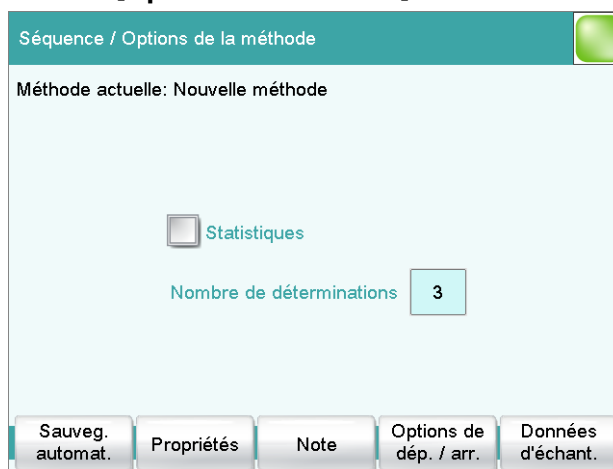 Séquence / Options de la méthode
Méthode actuelle: Nouvelle méthode
Statistiques
Nombre de déterminations 3
Sauveg. automat.
Propriétés
Note
Options de dép. / arr.
Données d'échant.